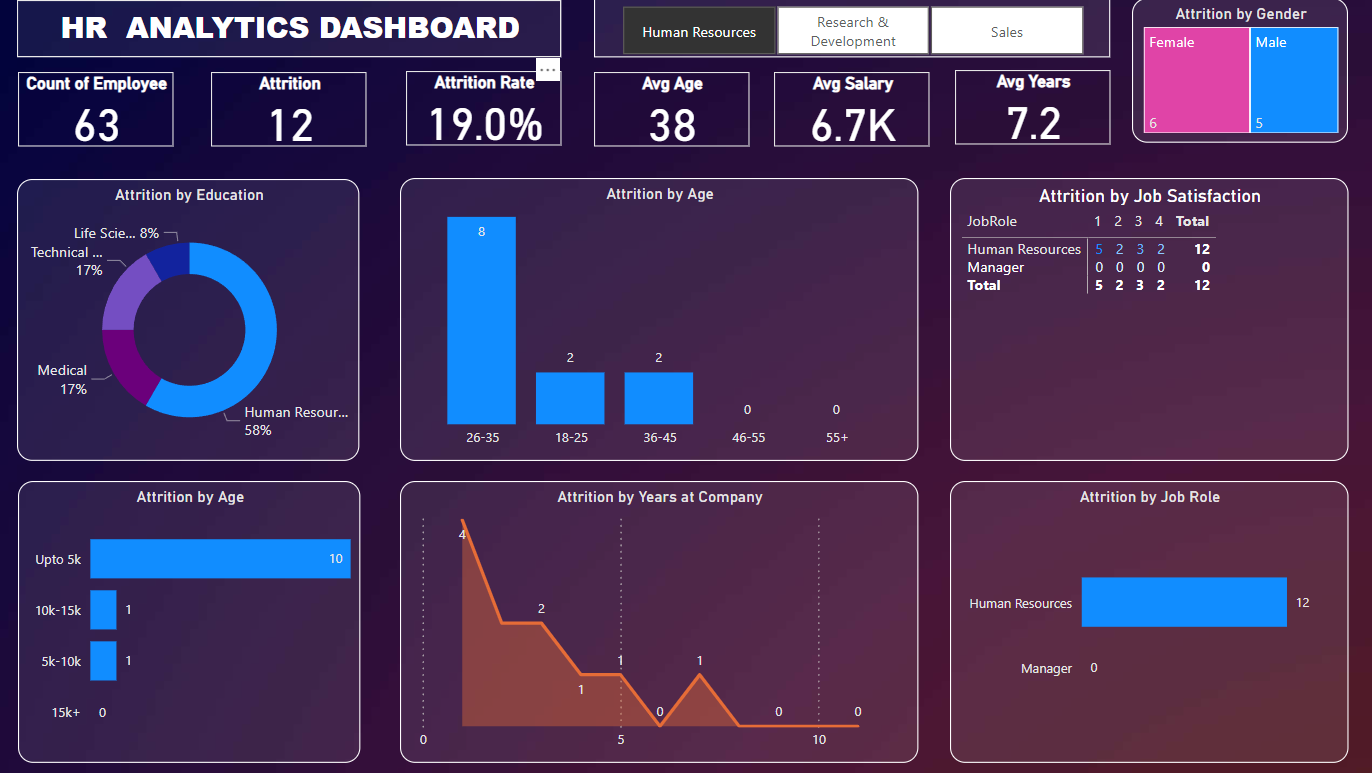 HR ANALYTICS DASHBOARD
Human Resources
Research &
Development
Sales
Attrition by Gender
Female
Male
6
5
Count of Employee
63
Attrition
12
Attrition Rate
19.0%
Avg Age
38
Avg Salary
6.7K
Avg Years
7.2
Attrition by Education
Life Scie... 8%
Technical ...
17%
Medical
17%
Human Resour...
58%
Attrition by Age
8
2
2
0
0
26-35
18-25
36-45
46-55
55+
Attrition by Job Satisfaction
JobRole 1 2 3 4 Total
Human Resources 5 2 3 2 12
Manager 0 0 0 0 0
Total 5 2 3 2 12
Attrition by Age
Upto 5k 10
10k-15k 1
5k-10k 1
15k+ 0
Attrition by Years at Company
4
2
1
1
0
1
0
0
0
5
10
Attrition by Job Role
Human Resources 12
Manager 0